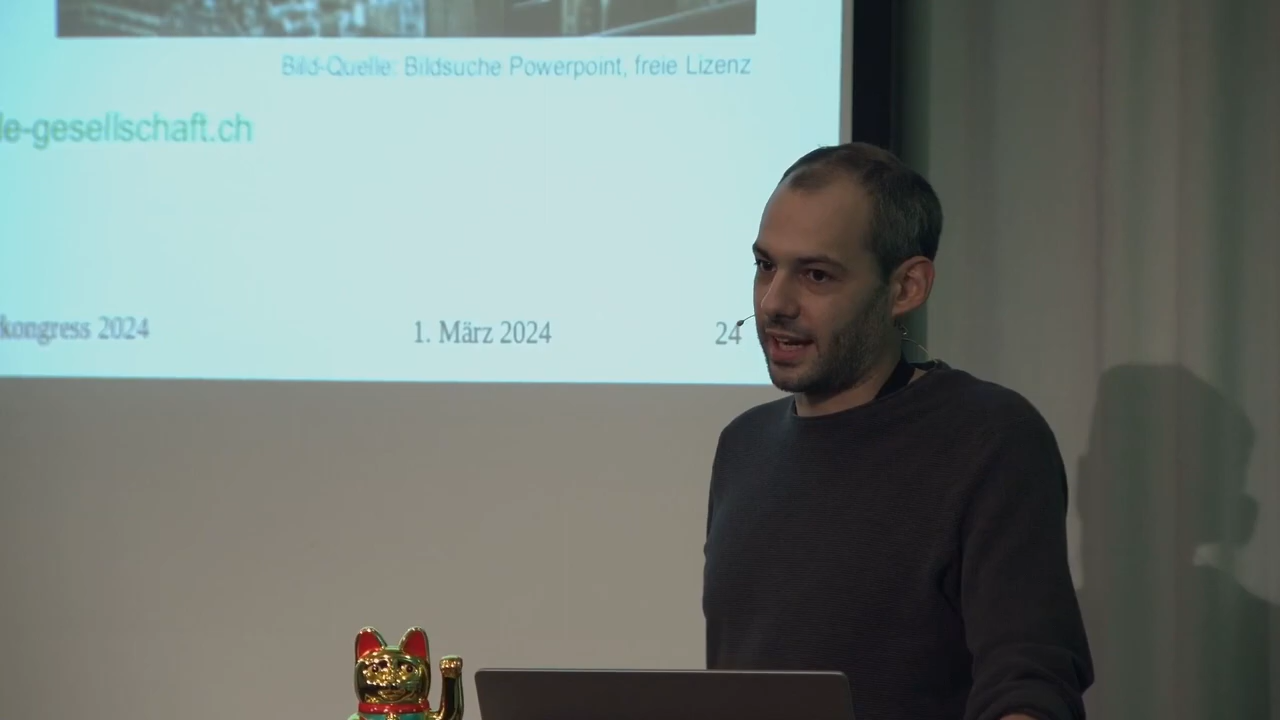 Bild-Quelle: Bildsuche Powerpoint, freie Lizenz
le-gesellschaft.ch
kongress 2024
1. März 2024
24